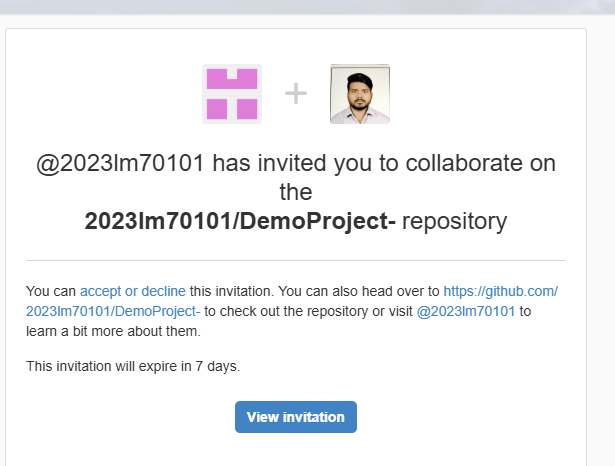 @2023lm70101 has invited you to collaborate on
the
2023lm70101/DemoProject- repository
You can accept or decline this invitation. You can also head over to https://github.com/
2023lm70101/DemoProject- to check out the repository or visit @2023lm70101 to
learn a bit more about them.
This invitation will expire in 7 days.
View invitation